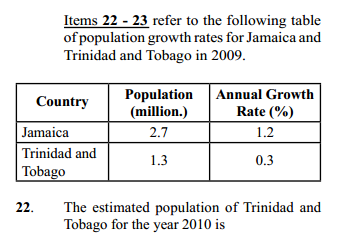 Items 22 - 23 refer to the following table
of population growth rates for Jamaica and
Trinidad and Tobago in 2009.
Country Population (million.) Annual Growth Rate (%)
Jamaica 2.7 1.2
Trinidad and Tobago 1.3 0.3
22. The estimated population of Trinidad and
Tobago for the year 2010 is